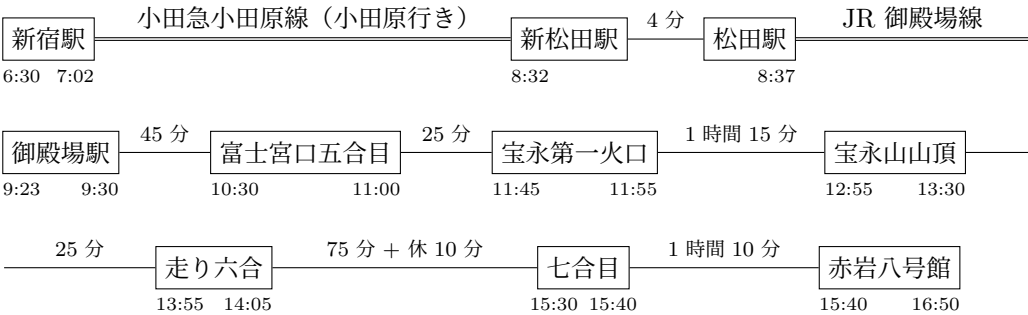 小田急小田原線（小田原行き） 4 分 JR 御殿場線
新宿駅 新松田駅 松田駅
6:30 7:02 8:32 8:37
45 分 25 分 1 時間 15 分
御殿場駅 富士宮口五合目 宝永第一火口 宝永山山頂
9:23 9:30 10:30 11:00 11:45 11:55 12:55 13:30
25 分 75 分 + 休 10 分 1 時間 10 分
走り六合 七合目 赤岩八号館
13:55 14:05 15:30 15:40 15:40 16:50